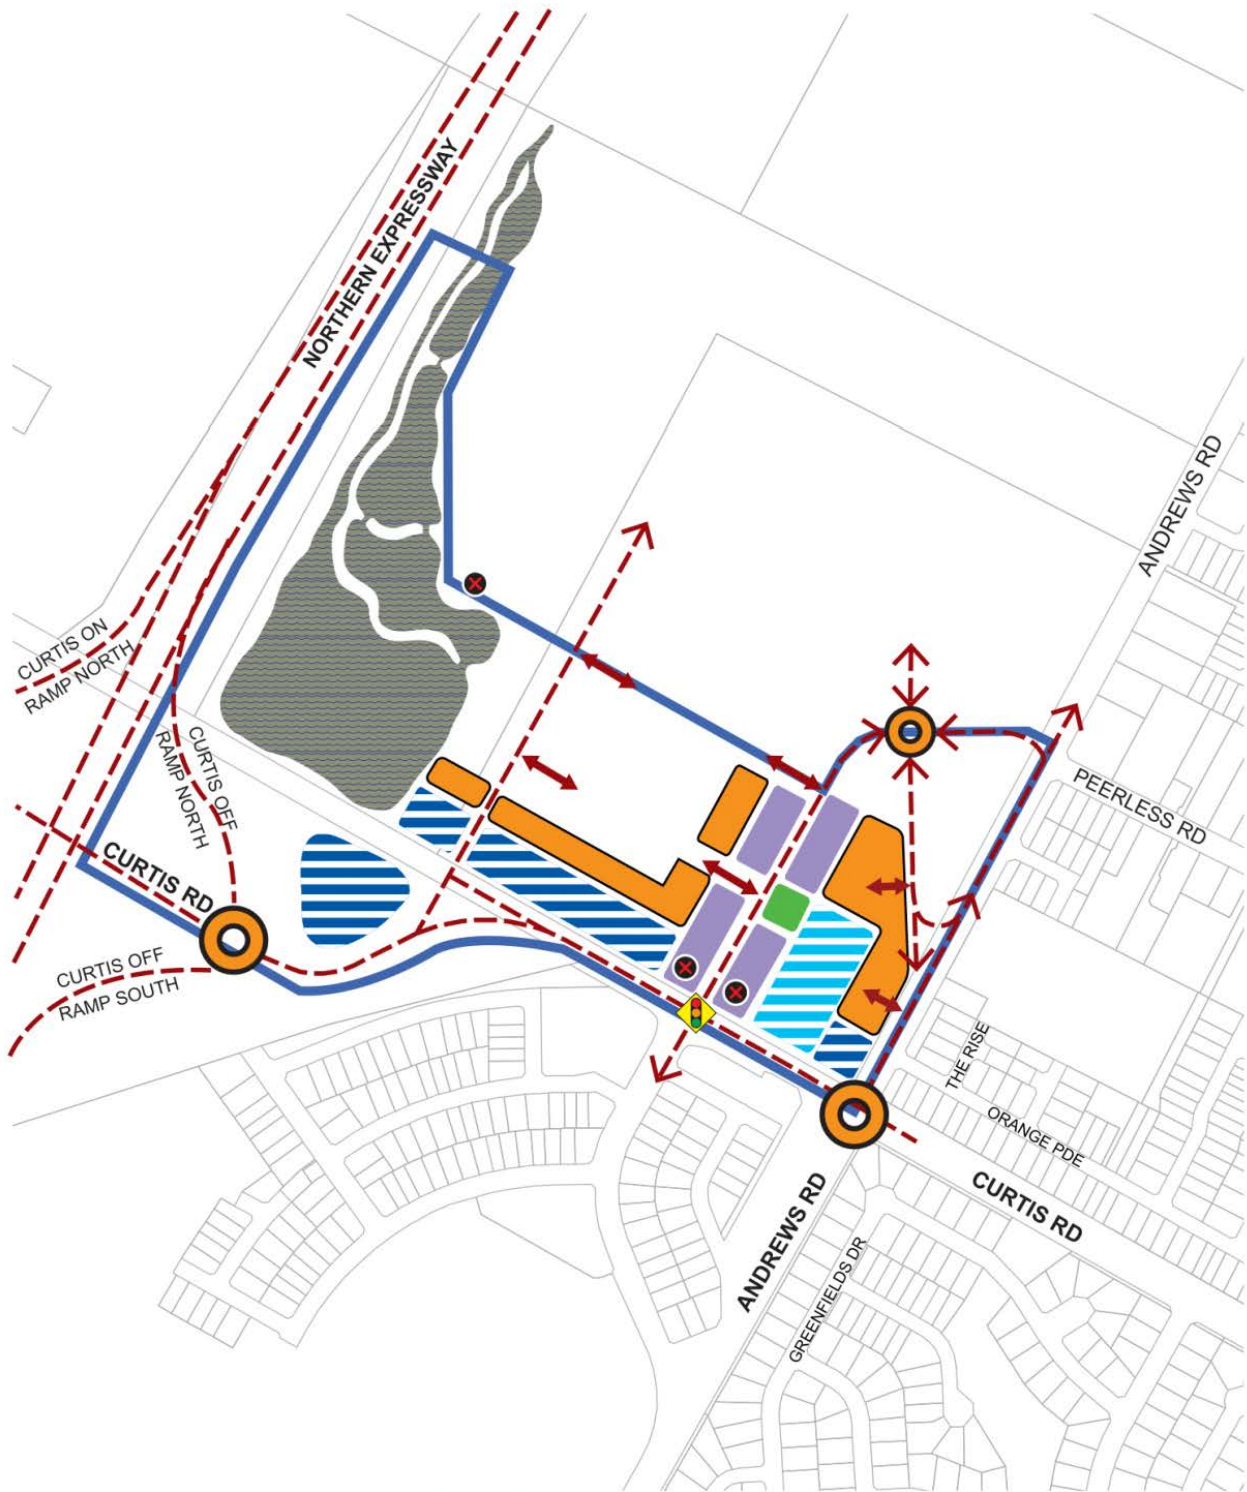 NORTHERN EXPRESSWAY
ANDREWS RD
CURTIS ON
RAMP NORTH
CURTIS OFF
RAMP NORTH
PEERLESS RD
CURTIS RD
CURTIS OFF
RAMP SOUTH
THE RISE
ORANGE PDE
CURTIS RD
ANDREWS RD
GREENFIELDS DR